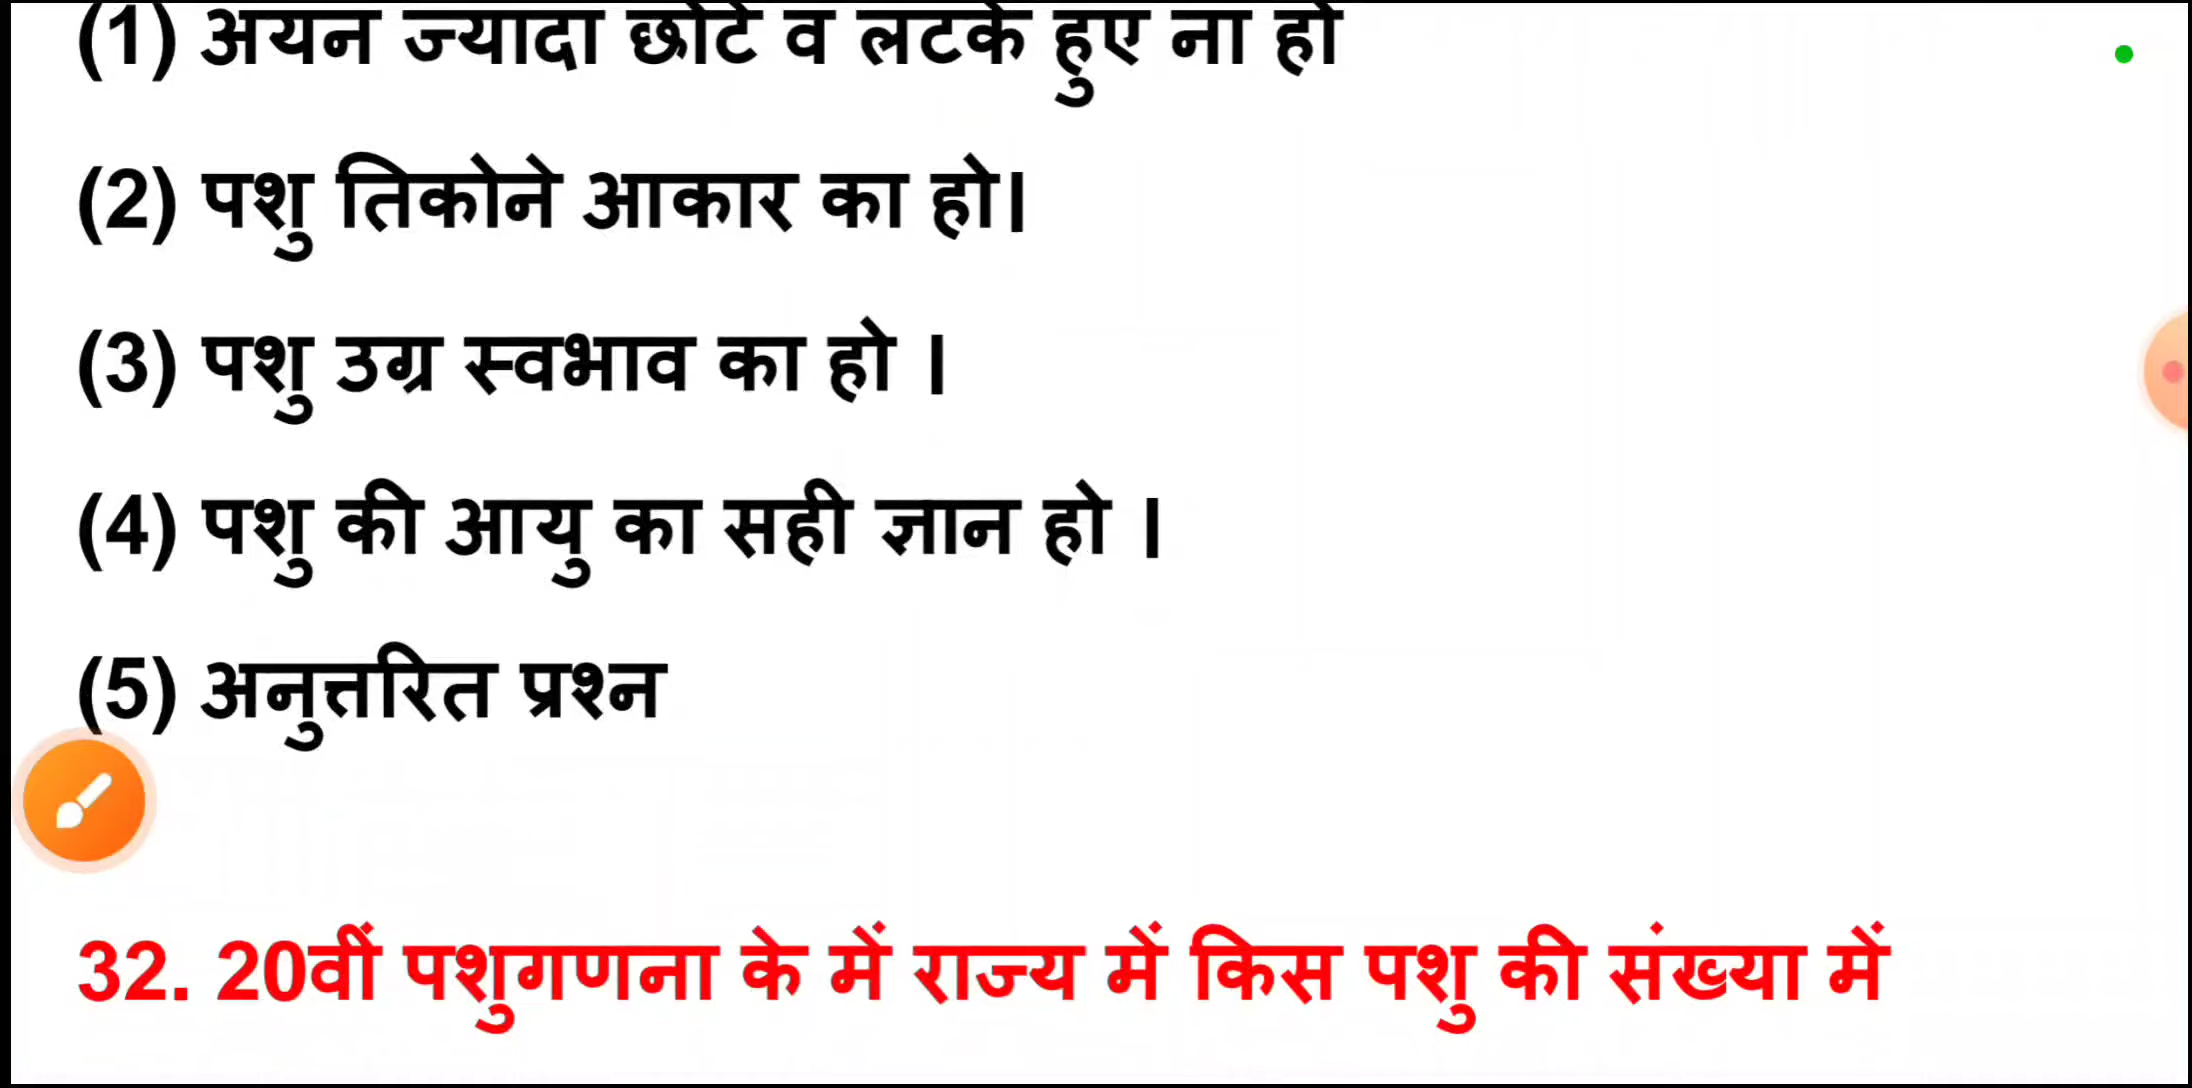 (1) अयन ज्यादा छोटे व लटके हुए ना हो
(2) पशु तिकोने आकार का हो।
(3) पशु उग्र स्वभाव का हो ।
(4) पशु की आयु का सही ज्ञान हो ।
(5) अनुत्तरित प्रश्न
32. 20वीं पशुगणना के में राज्य में किस पशु की संख्या में